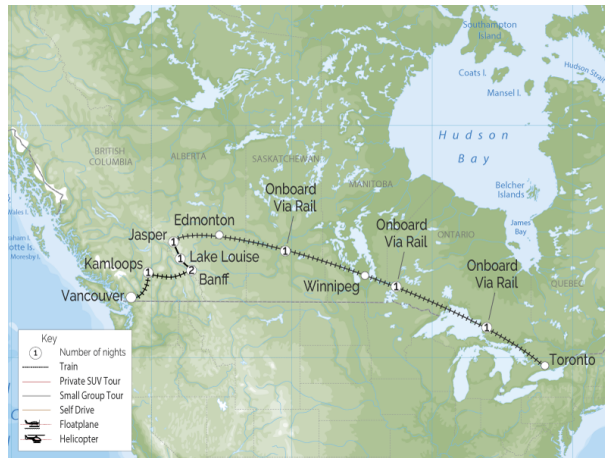 Southampton
Island
Coats I.
Mansel I.
Hudson Strait
Hudson
Bay
BRITISH
COLUMBIA
ALBERTA
SASKATCHEWAN
MANITOBA
Belcher
Islands
James
Bay
ONTARIO
QUEBEC
Wales I.
Moresby I.
Onboard
Via Rail
Onboard
Via Rail
Onboard
Via Rail
Edmonton
Jasper
1
1
Lake Louise
Kamloops
1
2
Banff
Vancouver
1
Winnipeg
1
1
Toronto
Key
1 Number of nights
Train
Private SUV Tour
Small Group Tour
Self Drive
Floatplane
Helicopter